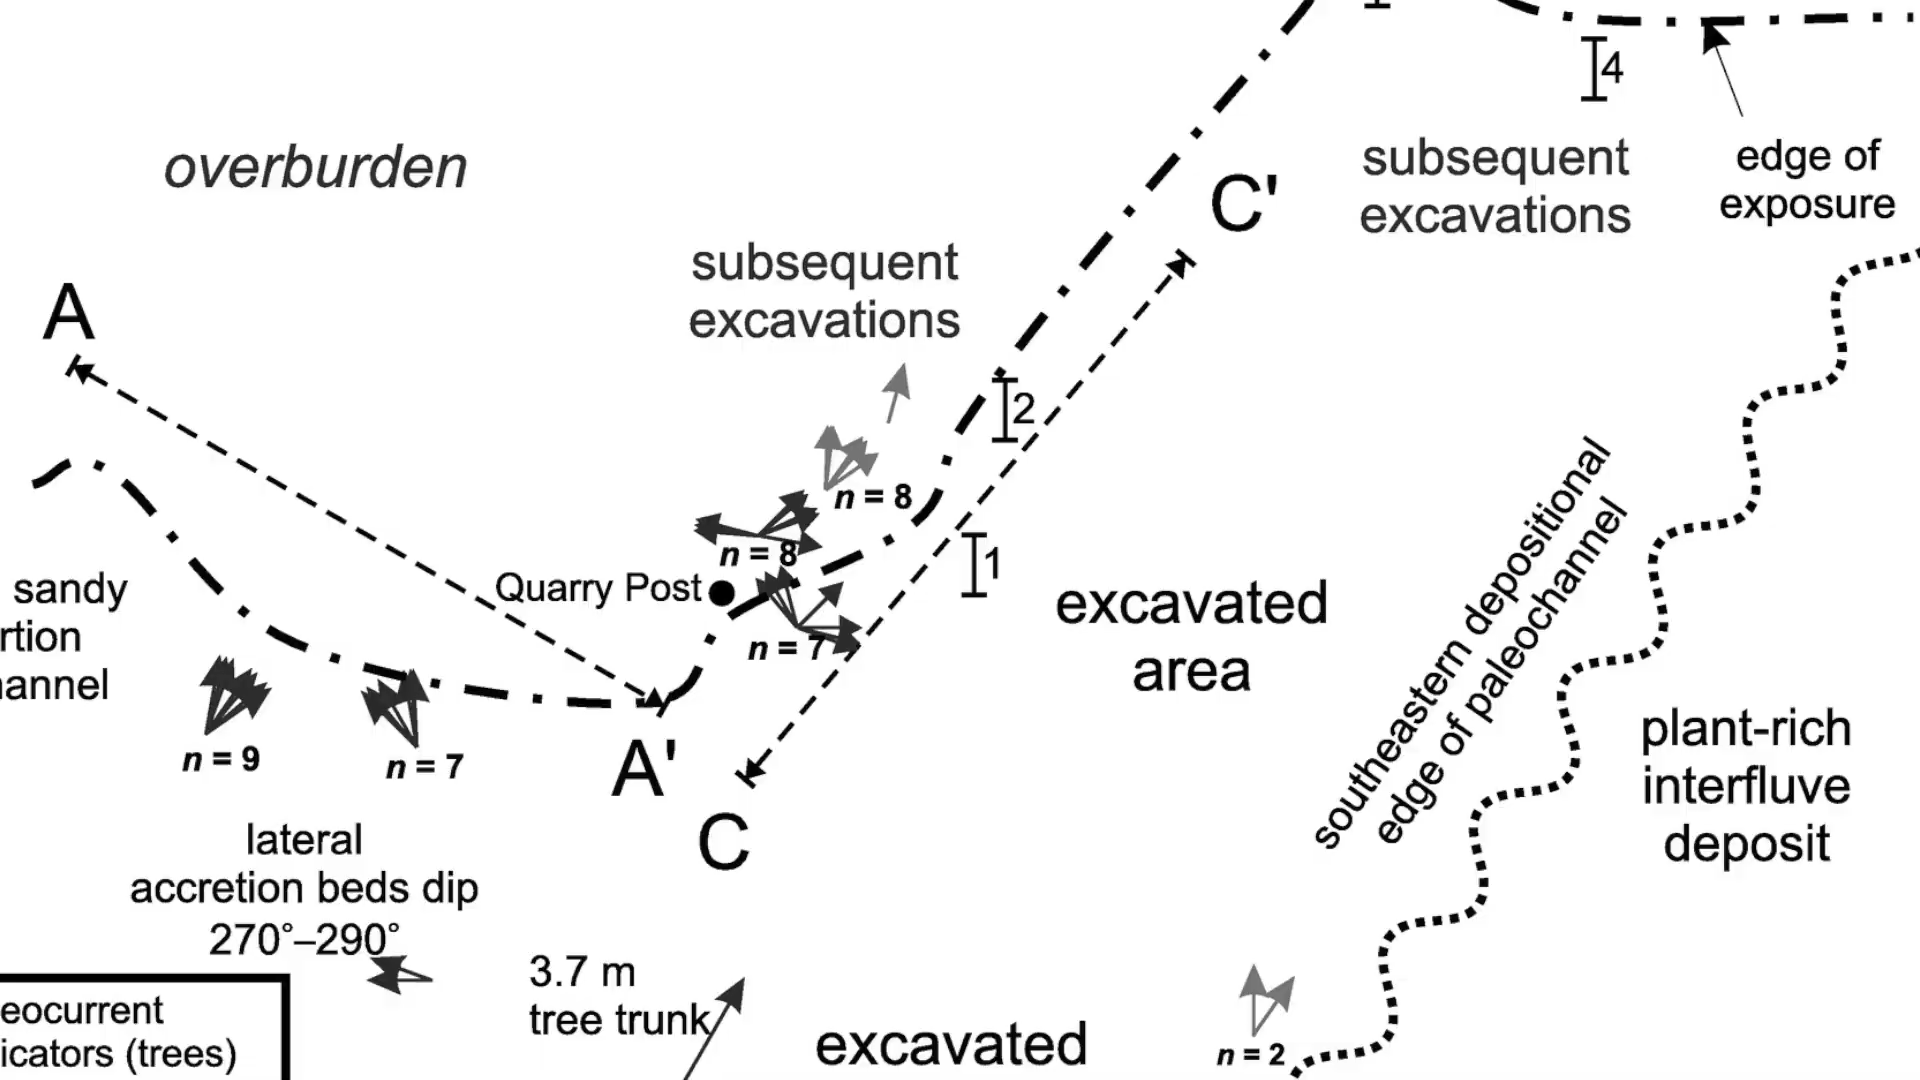 4
overburden
subsequent
excavations
edge of
exposure
C'
subsequent
excavations
A
2
n = 8
n = 8
Quarry Post
1
sandy
rtion
annel
excavated
area
southeastern depositional
edge of paleochannel
n = 7
n = 9
n = 7
A'
plant-rich
interfluve
deposit
C
lateral
accretion beds dip
270°–290°
3.7 m
tree trunk
eocurrent
icators (trees)
excavated
n = 2